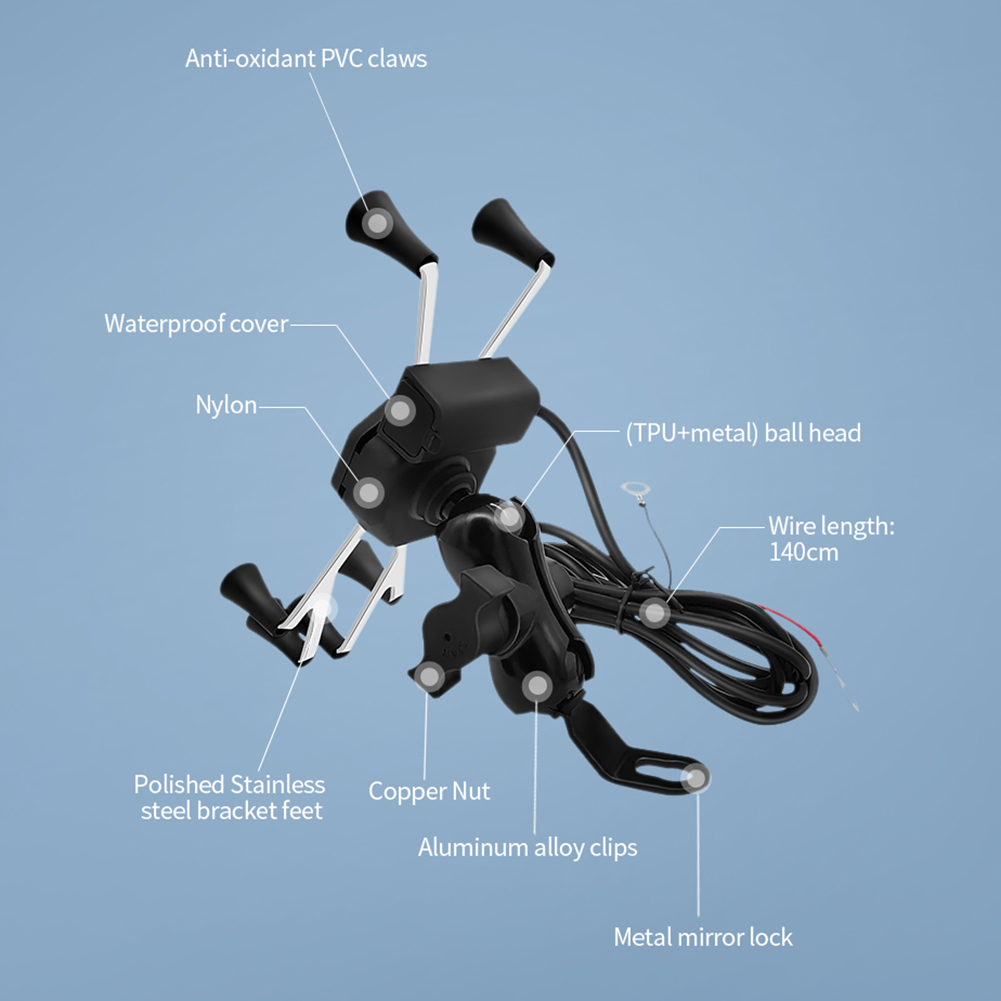 Anti-oxidant PVC claws
Waterproof cover
Nylon
(TPU+metal) ball head
Wire length:
140cm
Polished Stainless
steel bracket feet
Copper Nut
Aluminum alloy clips
Metal mirror lock